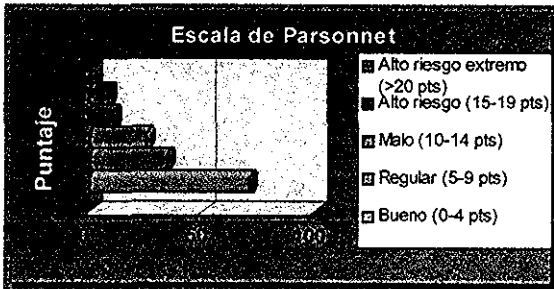 Escala de Parsonnet
Puntaje
Alto riesgo extremo
(>20 pts)
Alto riesgo (15-19 pts)
Malo (10-14 pts)
Regular (5-9 pts)
Bueno (0-4 pts)